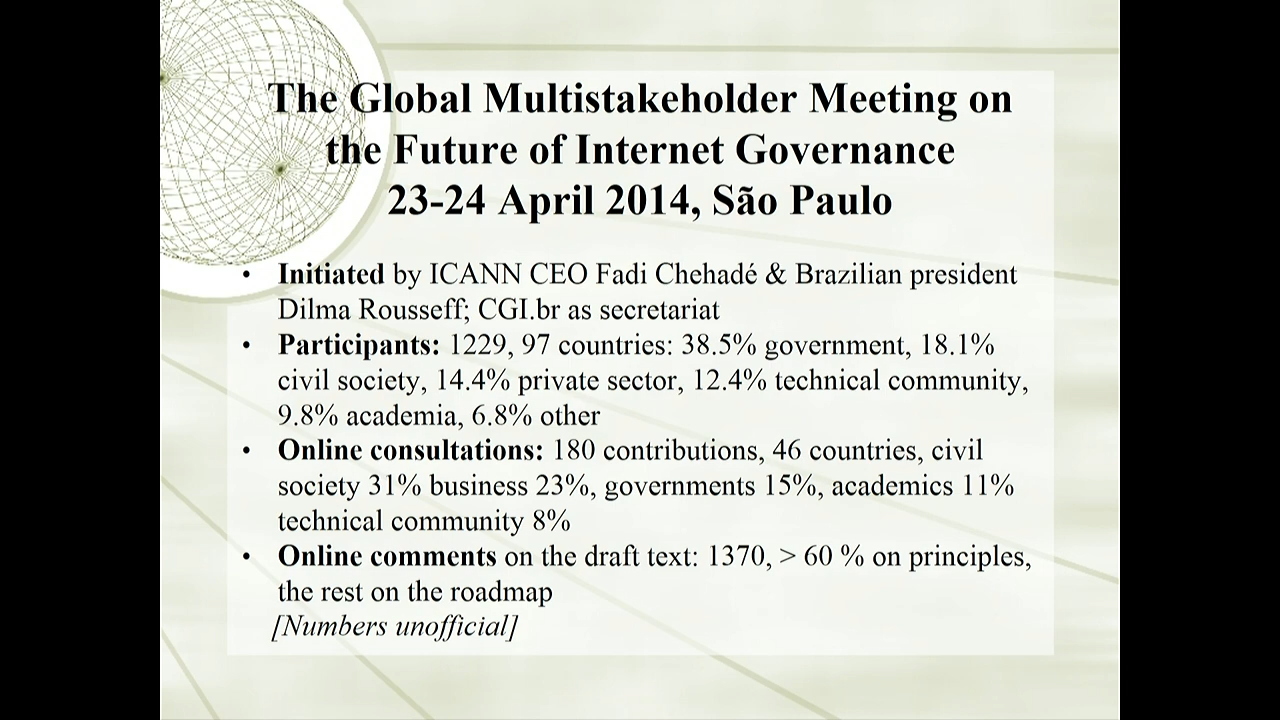 The Global Multistakeholder Meeting on
the Future of Internet Governance
23-24 April 2014, São Paulo
• Initiated by ICANN CEO Fadi Chehadé & Brazilian president
Dilma Rousseff; CGI.br as secretariat
• Participants: 1229, 97 countries: 38.5% government, 18.1%
civil society, 14.4% private sector, 12.4% technical community,
9.8% academia, 6.8% other
• Online consultations: 180 contributions, 46 countries, civil
society 31% business 23%, governments 15%, academics 11%
technical community 8%
• Online comments on the draft text: 1370, > 60 % on principles,
the rest on the roadmap
[Numbers unofficial]